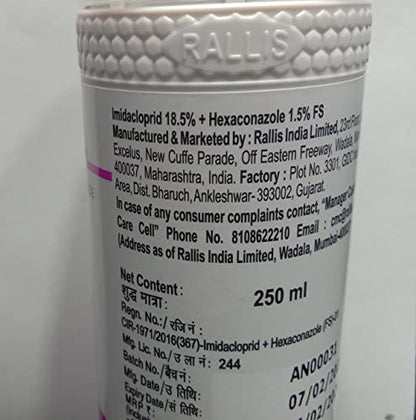 RALLIS
Imidacloprid 18.5% + Hexaconazole 1.5% FS
Manufactured & Marketed by : Rallis India Limited, 23rd
Excelus, New Cuffe Parade, Off Eastern Freeway, Wadala,
400037, Maharashtra, India. Factory : Plot No. 3301, GIDC
Area, Dist. Bharuch, Ankleshwar- 393002, Gujarat.
In case of any consumer complaints contact, "Manager
Care Cell" Phone No. 8108622210 Email :
(Address as of Rallis India Limited, Wadala,
Net Content :
शुद्ध मात्रा : 250 ml
Regn. No.: / रजि नं :
CIR-1971/2016(367)-Imidacloprid + Hexaconazole
Mfg. Lic. No./ उ ला नं : 244
Batch No./ बैच नं :
Mfg. Date/ उ तिथि: 07/02/
Expiry Date/ स तिथि:
M.R.P ₹ :